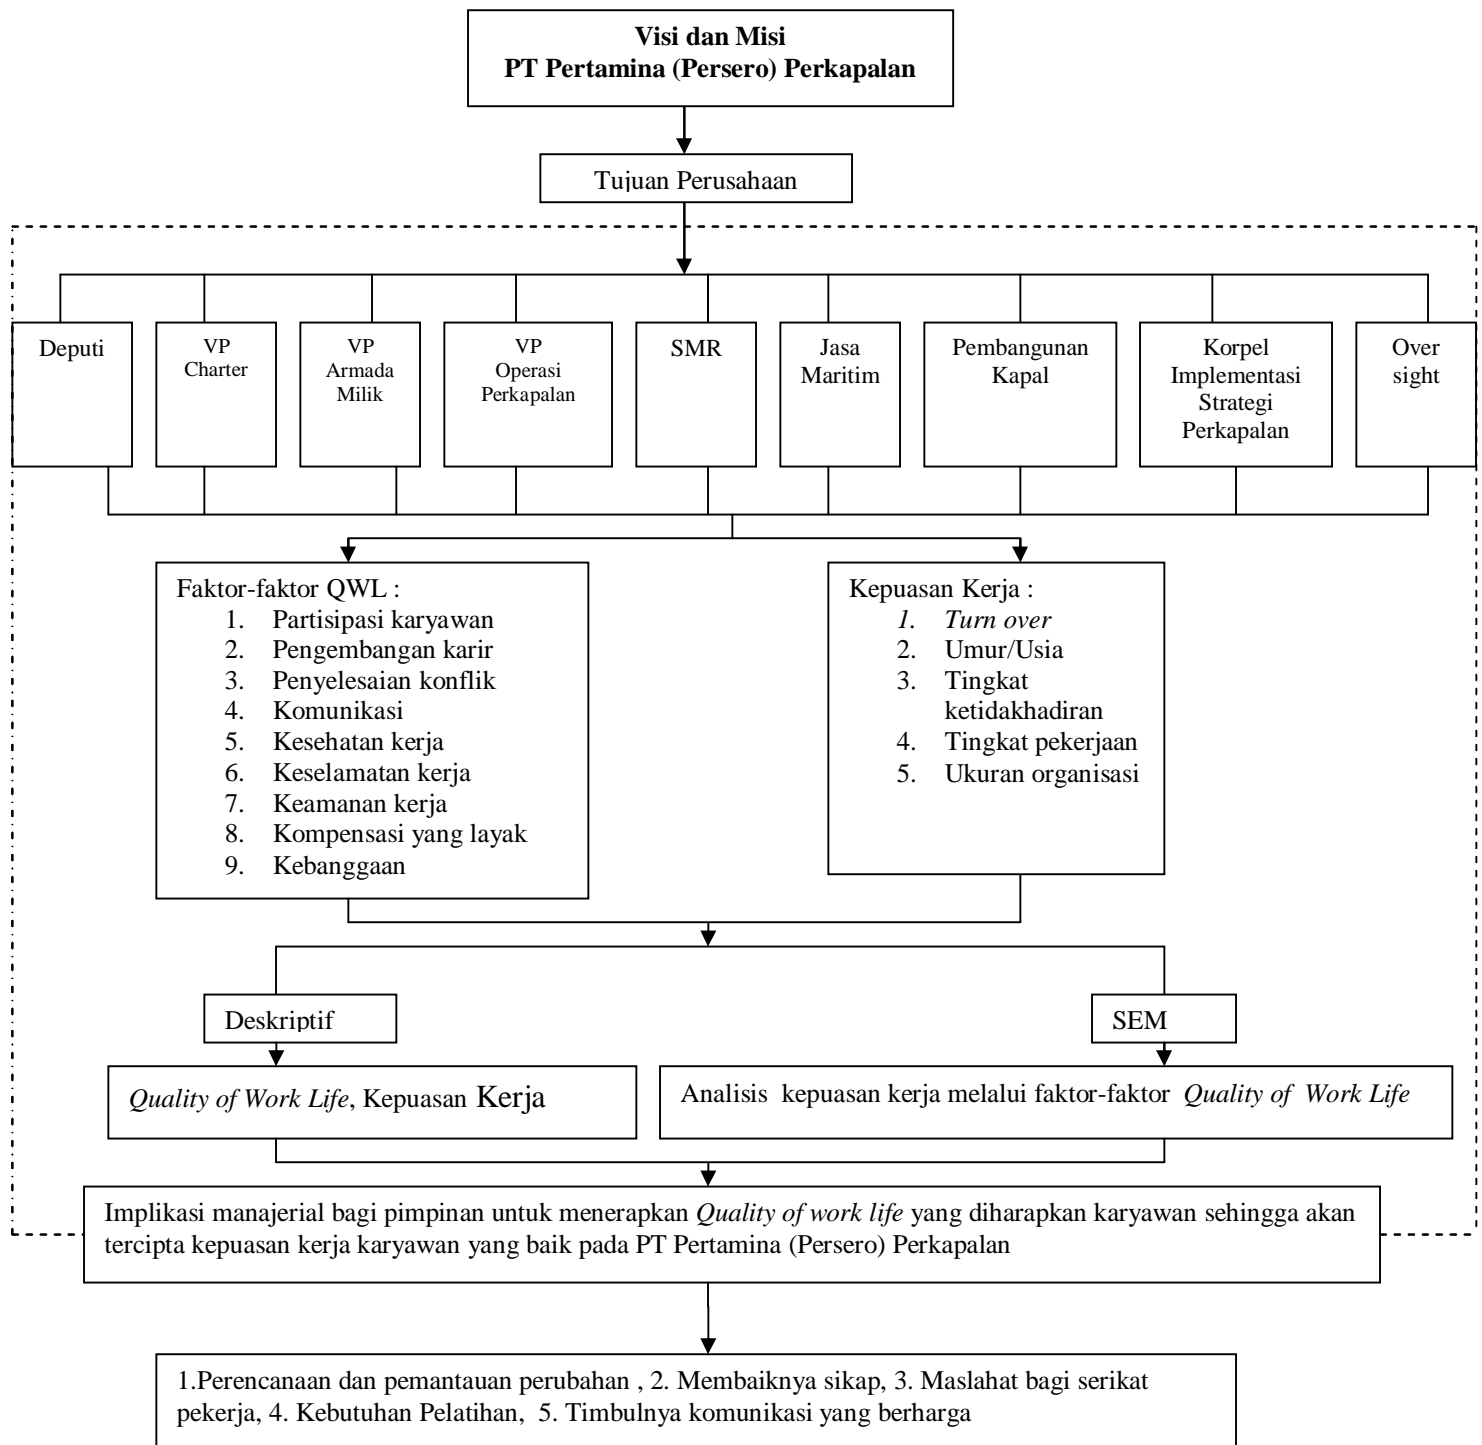 Visi dan Misi
PT Pertamina (Persero) Perkapalan
Tujuan Perusahaan
Deputi
VP
Charter
VP
Armada
Milik
VP
Operasi
Perkapalan
SMR
Jasa
Maritim
Pembangunan
Kapal
Korpel
Implementasi
Strategi
Perkapalan
Over
sight
Faktor-faktor QWL :
1. Partisipasi karyawan
2. Pengembangan karir
3. Penyelesaian konflik
4. Komunikasi
5. Kesehatan kerja
6. Keselamatan kerja
7. Keamanan kerja
8. Kompensasi yang layak
9. Kebanggaan
Kepuasan Kerja :
1. Turn over
2. Umur/Usia
3. Tingkat
ketidakhadiran
4. Tingkat pekerjaan
5. Ukuran organisasi
Deskriptif
SEM
Quality of Work Life, Kepuasan Kerja
Analisis kepuasan kerja melalui faktor-faktor Quality of Work Life
Implikasi manajerial bagi pimpinan untuk menerapkan Quality of work life yang diharapkan karyawan sehingga akan
tercipta kepuasan kerja karyawan yang baik pada PT Pertamina (Persero) Perkapalan
1.Perencanaan dan pemantauan perubahan , 2. Membaiknya sikap, 3. Maslahat bagi serikat
pekerja, 4. Kebutuhan Pelatihan, 5. Timbulnya komunikasi yang berharga